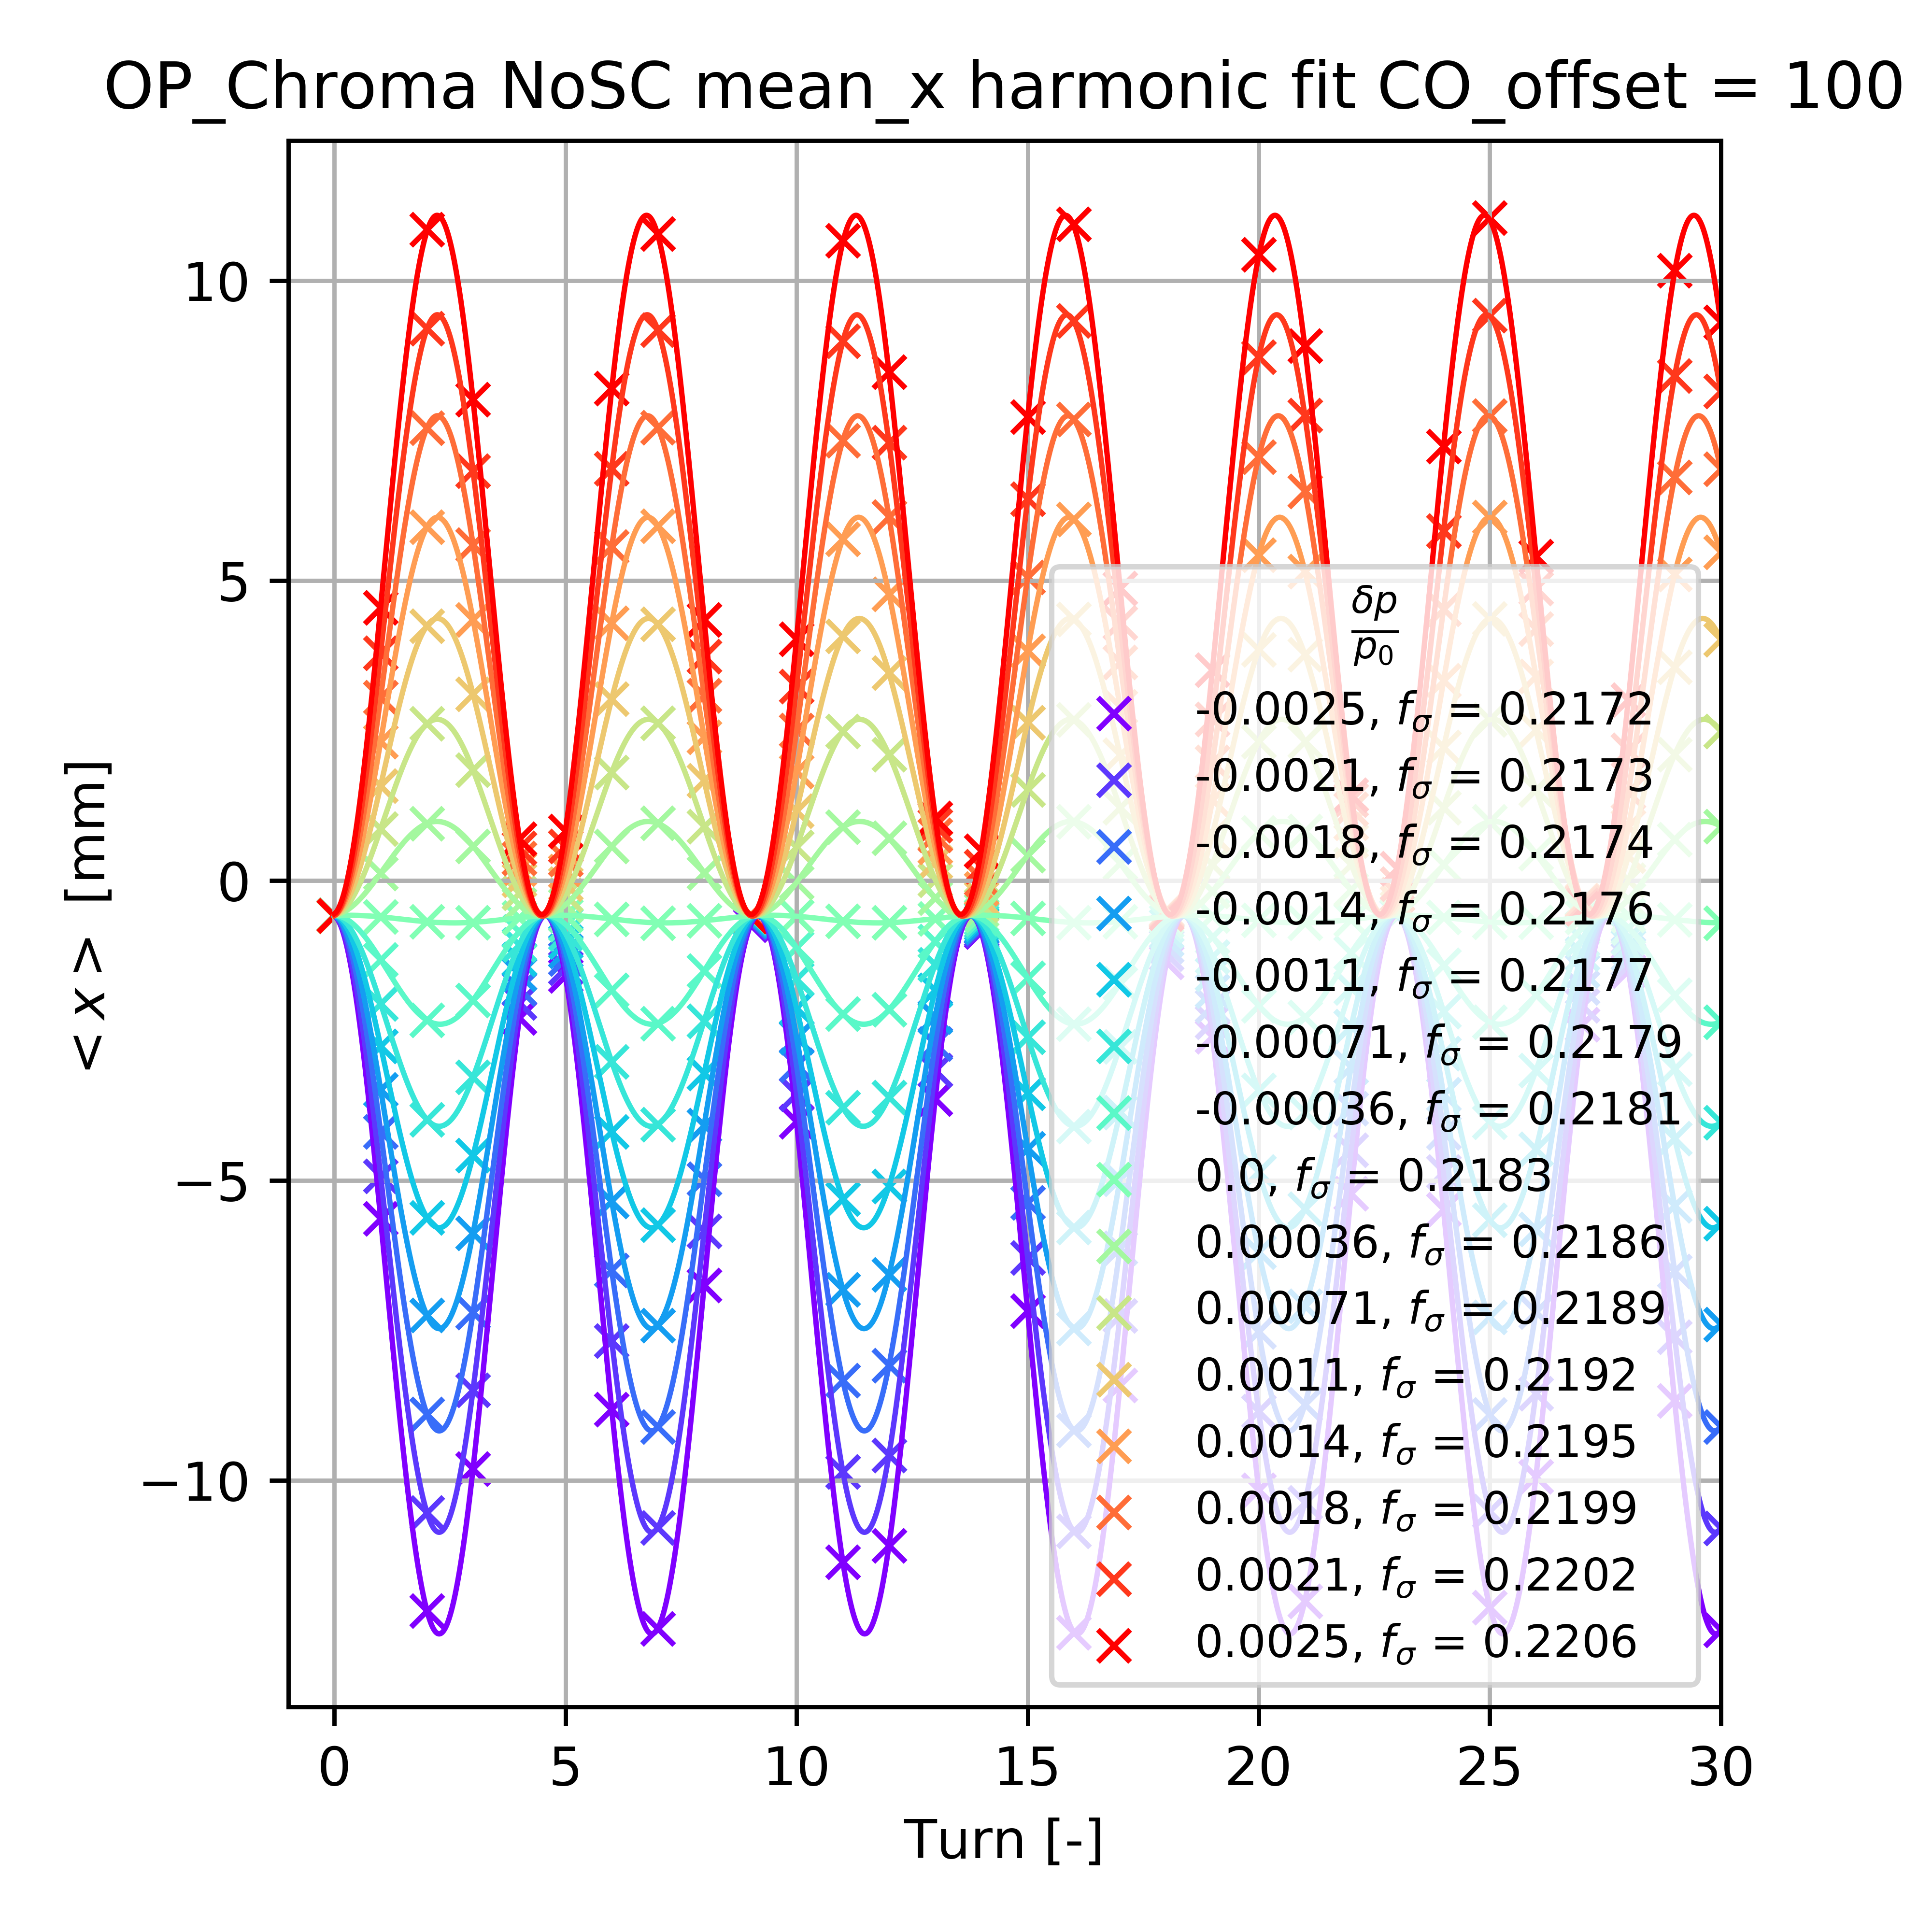 OP_Chroma NoSC mean_x harmonic fit CO_offset = 100
< x > [mm]
10
5
0
−5
−10
δp
p0
-0.0025, fσ = 0.2172
-0.0021, fσ = 0.2173
-0.0018, fσ = 0.2174
-0.0014, fσ = 0.2176
-0.0011, fσ = 0.2177
-0.00071, fσ = 0.2179
-0.00036, fσ = 0.2181
0.0, fσ = 0.2183
0.00036, fσ = 0.2186
0.00071, fσ = 0.2189
0.0011, fσ = 0.2192
0.0014, fσ = 0.2195
0.0018, fσ = 0.2199
0.0021, fσ = 0.2202
0.0025, fσ = 0.2206
0 5 10 15 20 25 30
Turn [-]